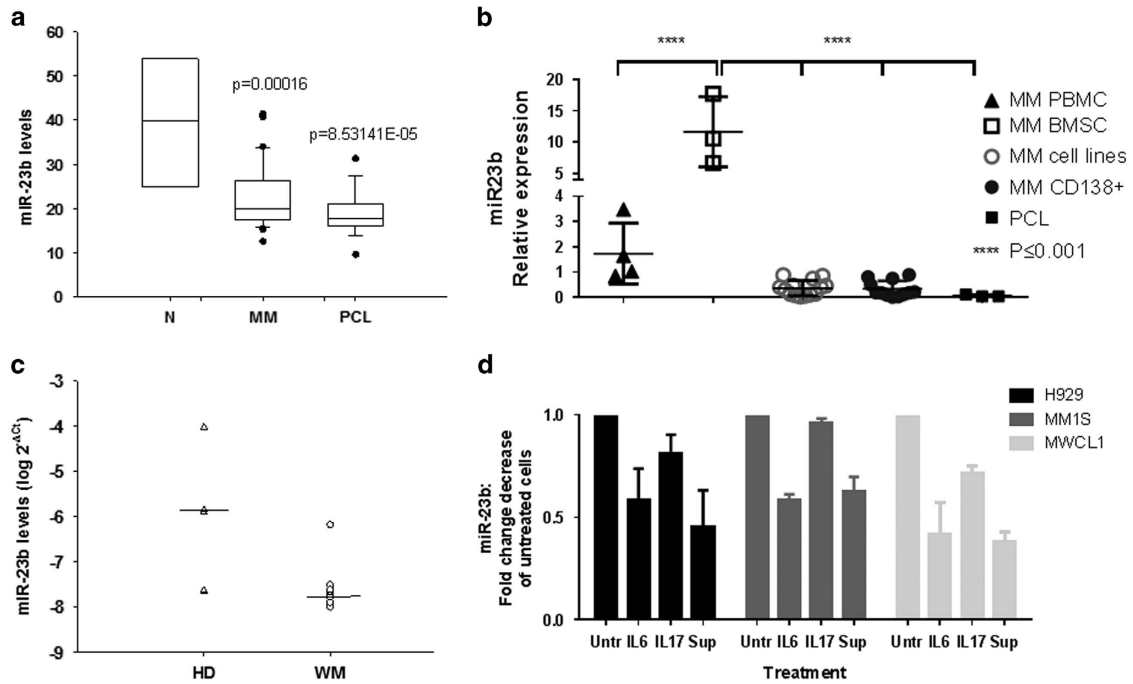 a
mIR-23b levels
60
50
40
30
20
10
0
p=0.00016
p=8.53141E-05
N MM PCL
b
miR23b
Relative expression
**** ****
20
15
10
5
4
3
2
1
0
MM PBMC
MM BMSC
MM cell lines
MM CD138+
PCL
**** P≤0.001
c
mIR-23b levels (log 2-ΔCt)
-3
-4
-5
-6
-7
-8
-9
HD WM
d
miR-23b:
Fold change decrease
of untreated cells
1.0
0.5
0.0
H929
MM1S
MWCL1
Untr IL6 IL17 Sup Untr IL6 IL17 Sup Untr IL6 IL17 Sup
Treatment